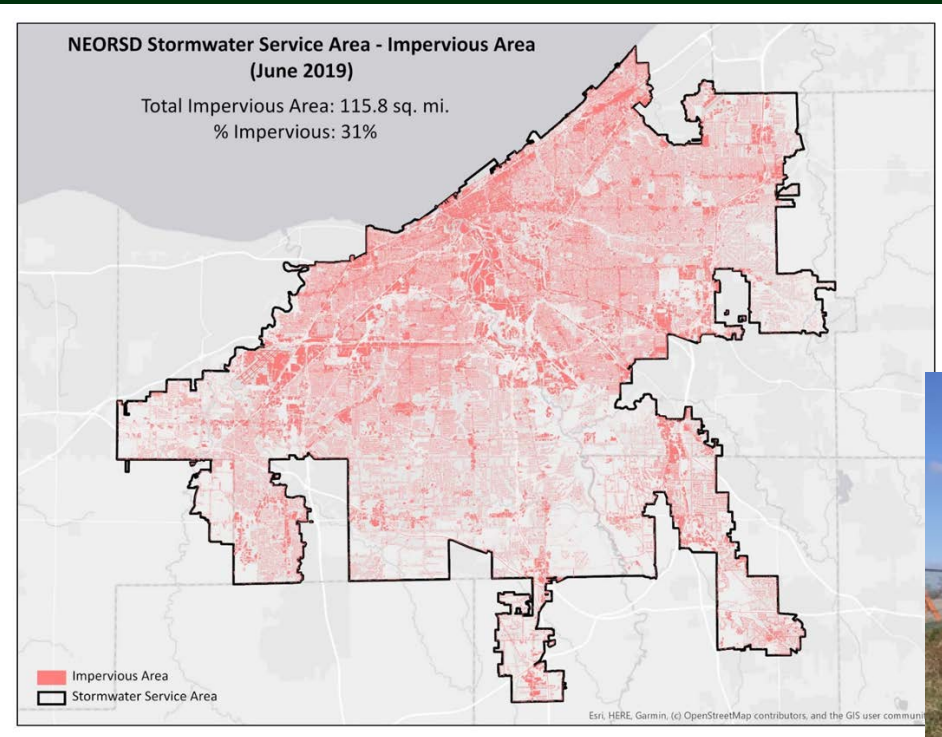 NEORSD Stormwater Service Area - Impervious Area
(June 2019)
Total Impervious Area: 115.8 sq. mi.
% Impervious: 31%
Impervious Area
Stormwater Service Area
Esri, HERE, Garmin, (c) OpenStreetMap contributors, and the GIS user